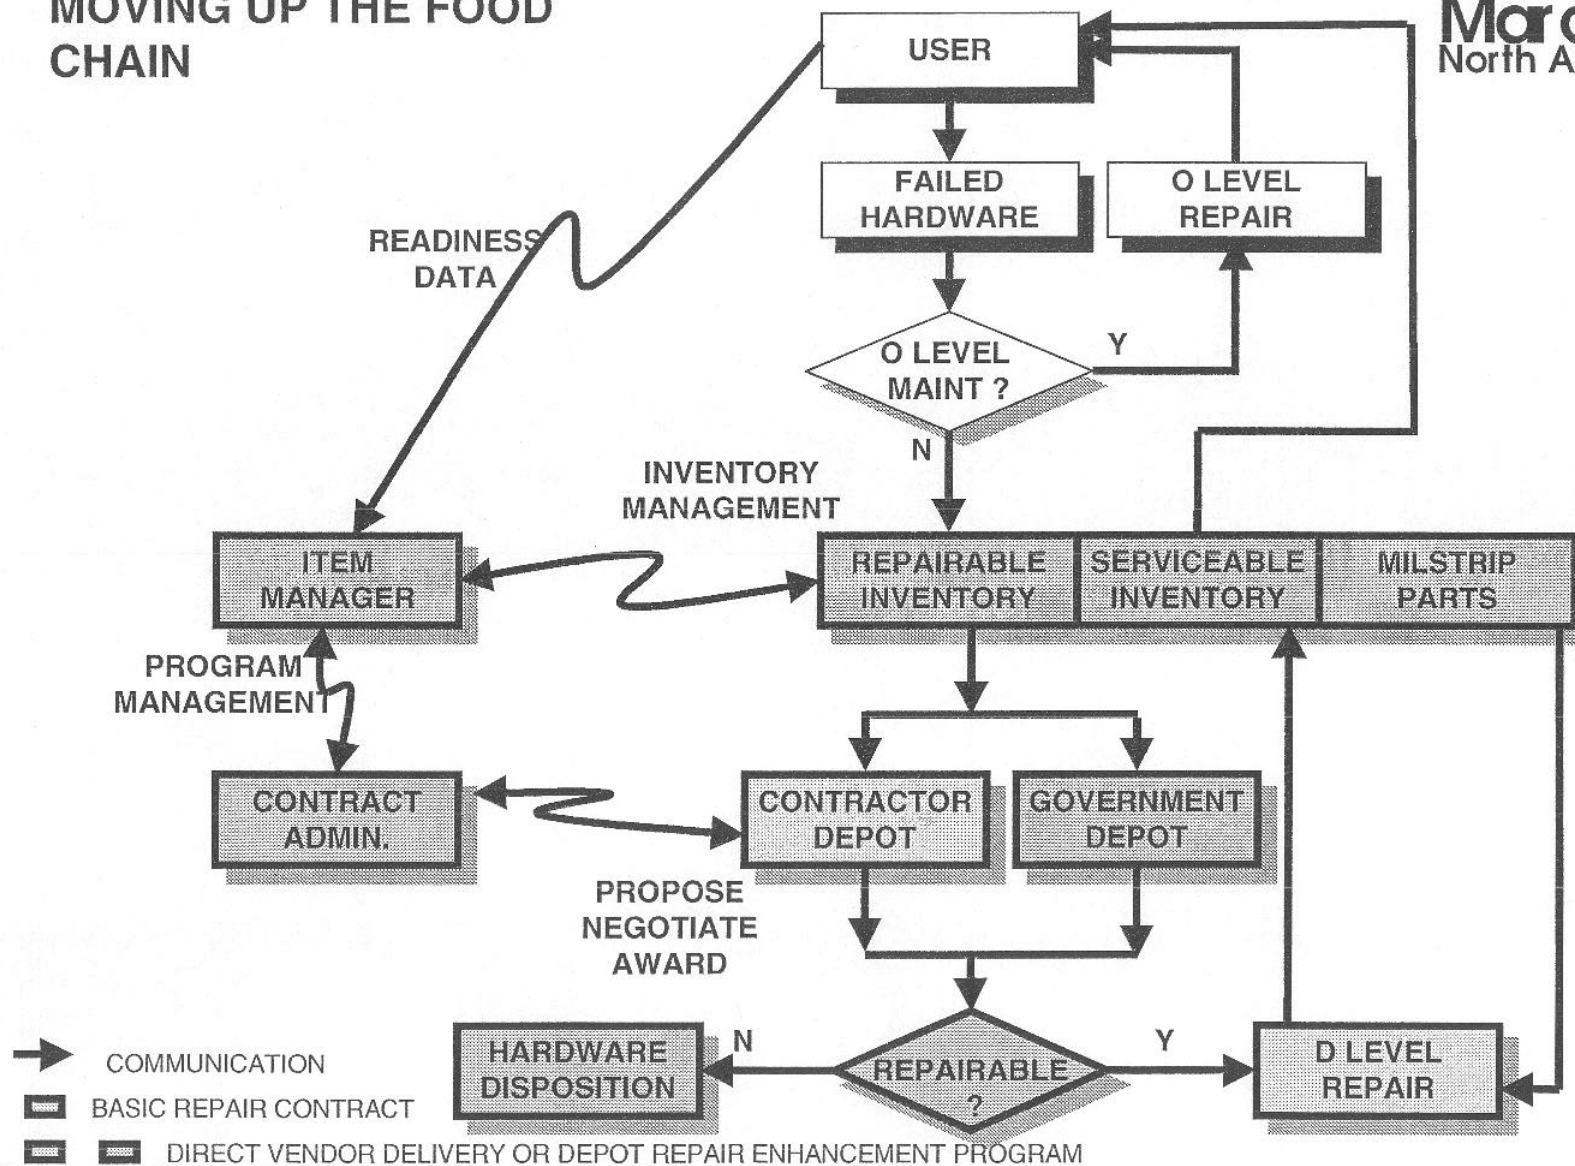 MOVING UP THE FOOD
CHAIN
North A
USER
FAILED
HARDWARE
O LEVEL
REPAIR
READINESS
DATA
O LEVEL
MAINT ?
Y
N
INVENTORY
MANAGEMENT
ITEM
MANAGER
REPAIRABLE
INVENTORY
SERVICEABLE
INVENTORY
MILSTRIP
PARTS
PROGRAM
MANAGEMENT
CONTRACT
ADMIN.
CONTRACTOR
DEPOT
GOVERNMENT
DEPOT
PROPOSE
NEGOTIATE
AWARD
HARDWARE
DISPOSITION
N
REPAIRABLE
?
Y
D LEVEL
REPAIR
COMMUNICATION
BASIC REPAIR CONTRACT
DIRECT VENDOR DELIVERY OR DEPOT REPAIR ENHANCEMENT PROGRAM